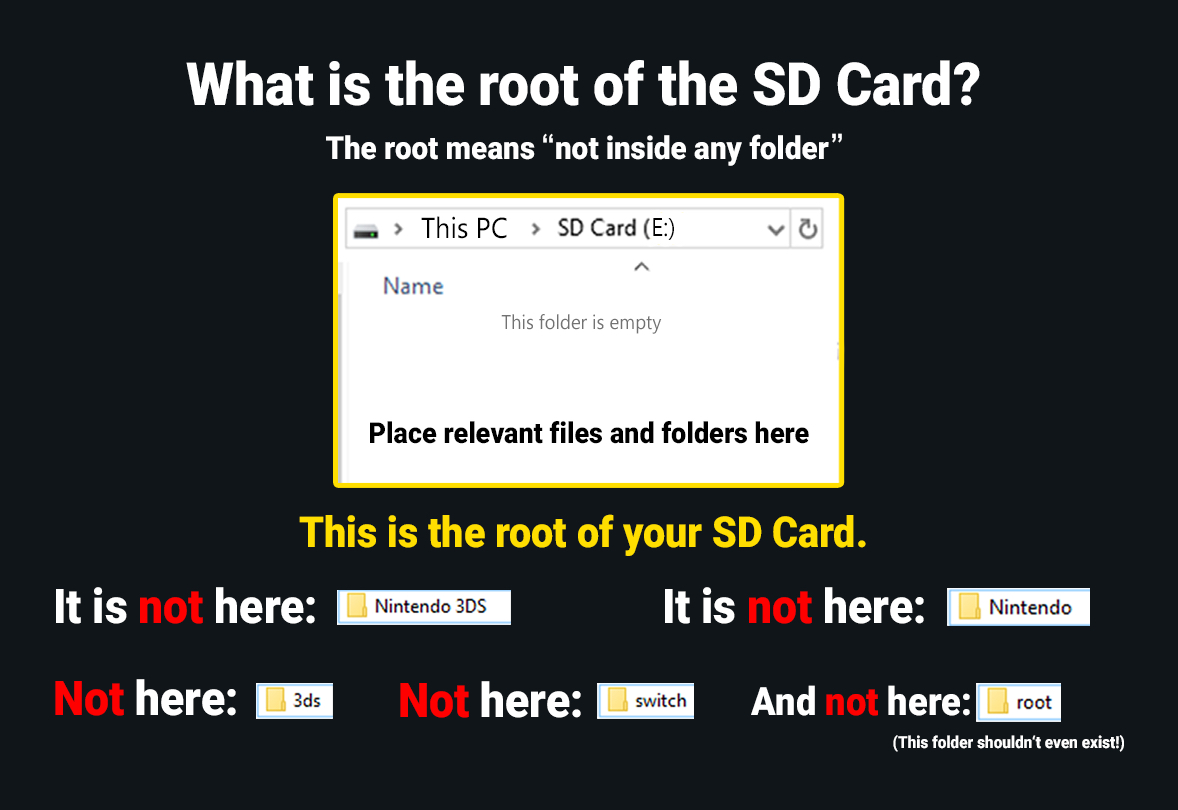 What is the root of the SD Card?
The root means “not inside any folder”
This PC > SD Card (E:)
Name
This folder is empty
Place relevant files and folders here
This is the root of your SD Card.
It is not here: Nintendo 3DS
It is not here: Nintendo
Not here: 3ds
Not here: switch
And not here: root
(This folder shouldn’t even exist!)